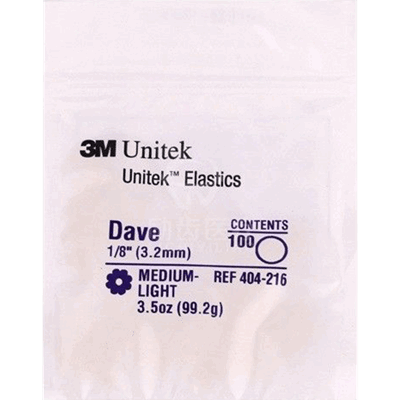 3M Unitek
Unitek™ Elastics
Dave
1/8" (3.2mm)
CONTENTS
100
MEDIUM-
LIGHT
3.5oz (99.2g)
REF 404-216